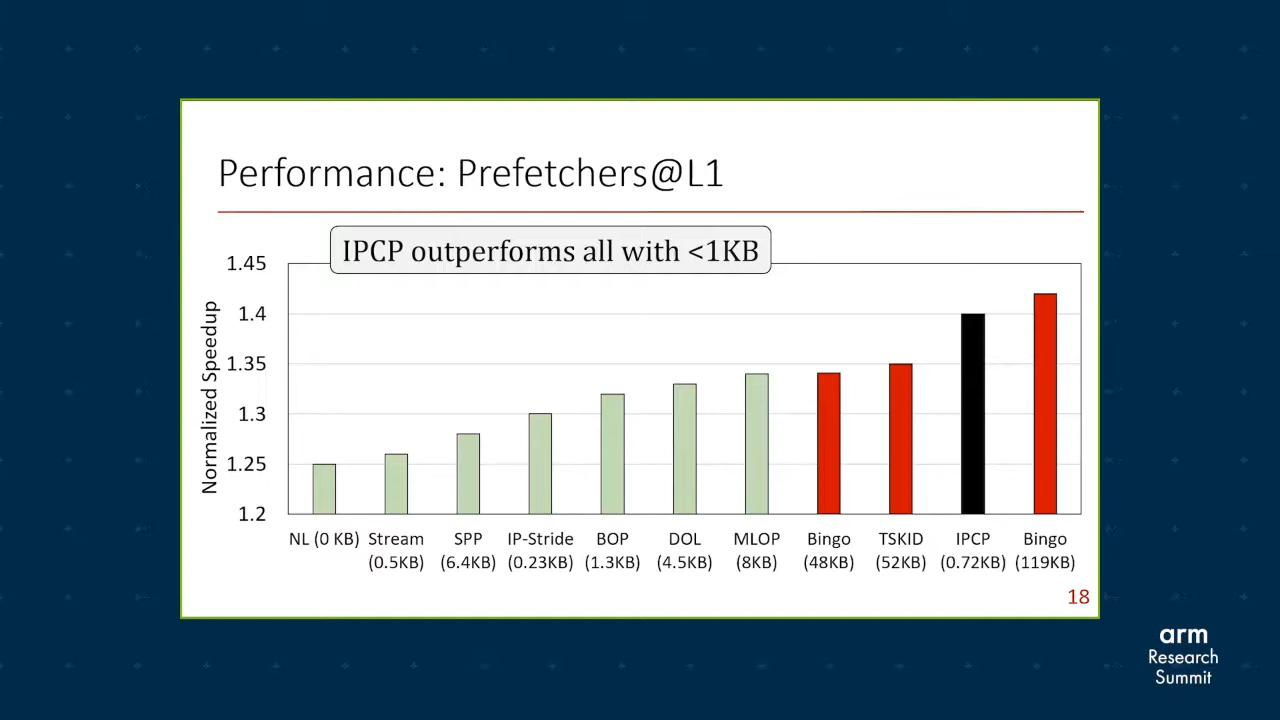 Performance: Prefetchers@L1
IPCP outperforms all with <1KB
Normalized Speedup
1.45
1.4
1.35
1.3
1.25
1.2
NL (0 KB) Stream SPP IP-Stride BOP DOL MLOP Bingo TSKID IPCP Bingo
(0.5KB) (6.4KB) (0.23KB) (1.3KB) (4.5KB) (8KB) (48KB) (52KB) (0.72KB) (119KB)
18
arm
Research
Summit